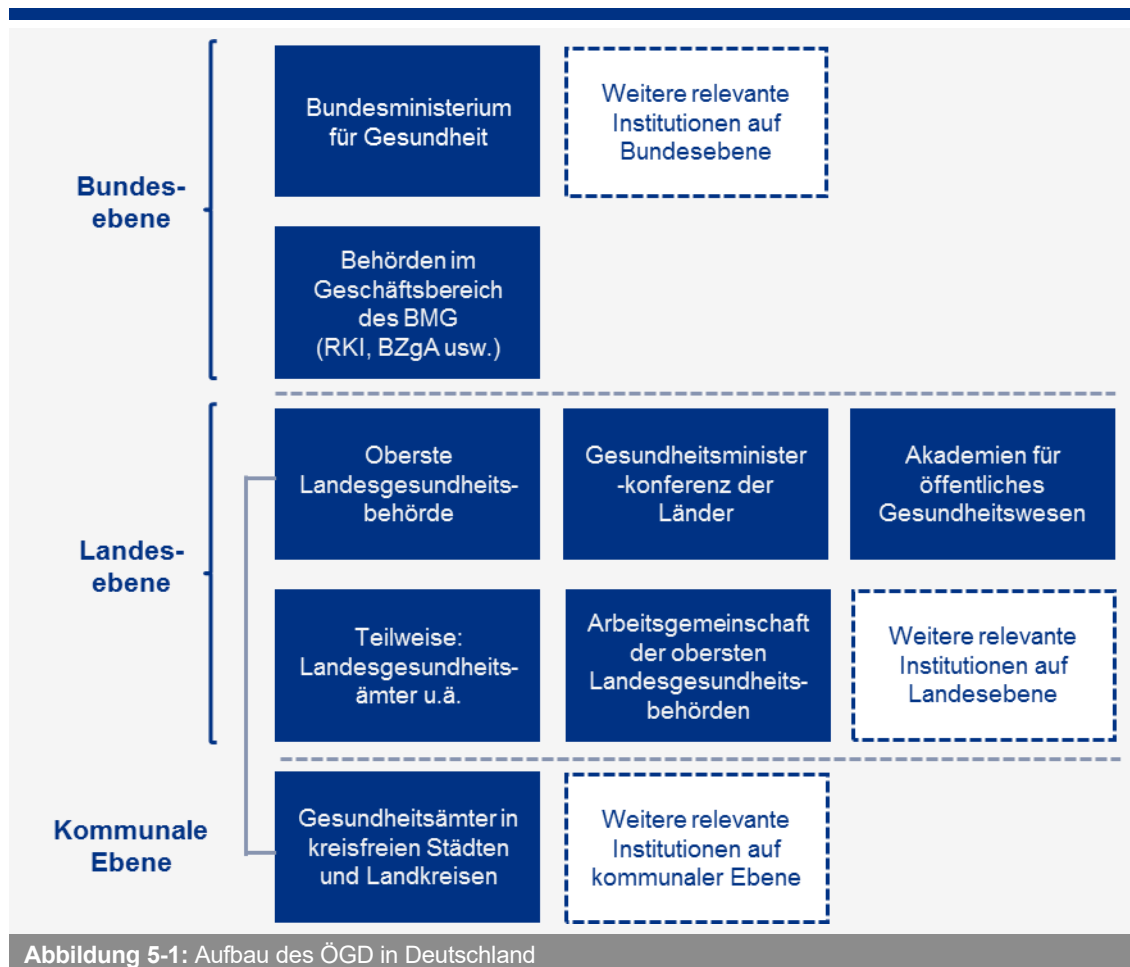 Bundes-
ebene
Bundesministerium
für Gesundheit
Weitere relevante
Institutionen auf
Bundesebene
Behörden im
Geschäftsbereich
des BMG
(RKI, BZgA usw.)
Landes-
ebene
Oberste
Landesgesundheits-
behörde
Gesundheitsminister
-konferenz der
Länder
Akademien für
öffentliches
Gesundheitswesen
Teilweise:
Landesgesundheits-
ämter u.ä.
Arbeitsgemeinschaft
der obersten
Landesgesundheits-
behörden
Weitere relevante
Institutionen auf
Landesebene
Kommunale
Ebene
Gesundheitsämter in
kreisfreien Städten
und Landkreisen
Weitere relevante
Institutionen auf
kommunaler Ebene
Abbildung 5-1: Aufbau des ÖGD in Deutschland